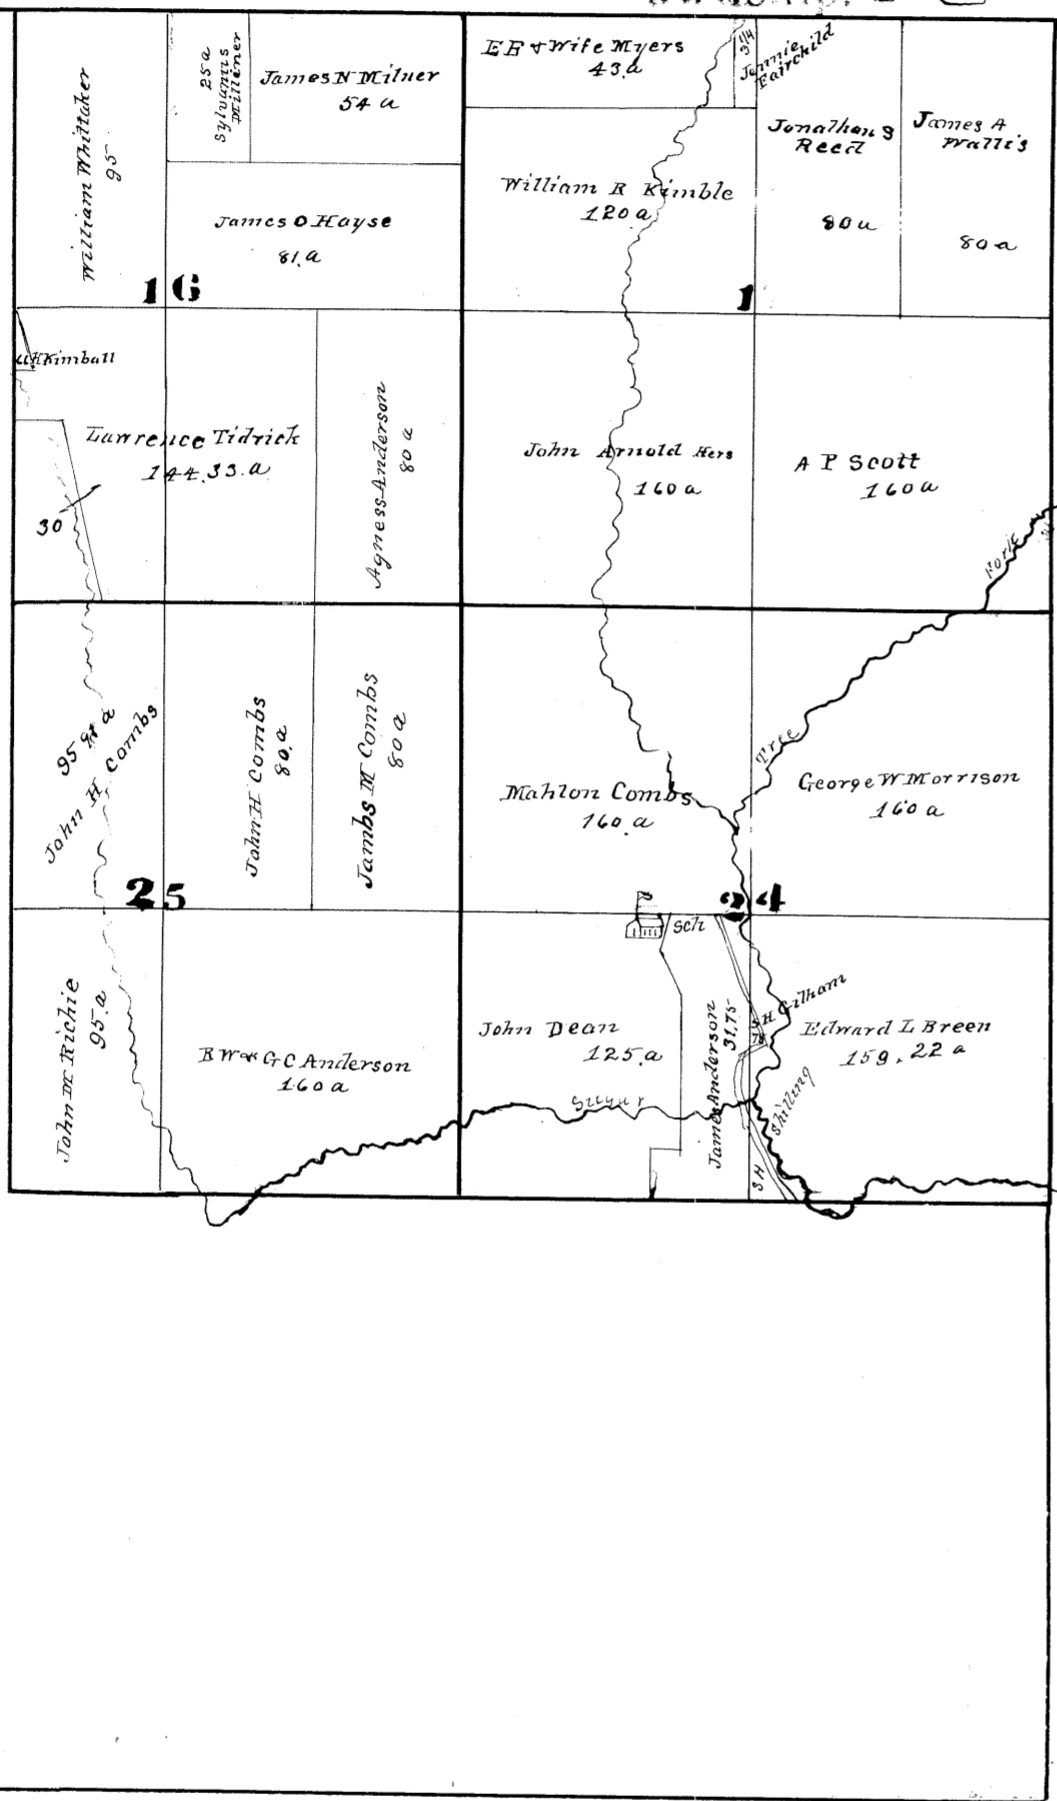 William Whittaker
95
25 a
Sylvanus
Millener
James N Milner
54 a
James O Hayse
81. a
16
EE & Wife Myers
43. a
Jennie
Fairchild
William R Kimble
120 a
Jonathan S
Reed
80 a
James A
Wallis
80 a
1
Kimball
Lawrence Tidrick
144.33. a
30
Agness Anderson
80 a
John Arnold Hers
160 a
A P Scott
160 a
Fork
95 a
John H Combs
John H Combs
80. a
Jambs M Combs
80 a
25
Mahlon Combs
160. a
Tree
George W Morrison
160 a
24
John M Richie
95. a
B W & G C Anderson
160 a
Sch
John Dean
125. a
James Anderson
31.75
S H Gilham
Edward L Breen
159. 22 a
Shilling
S H